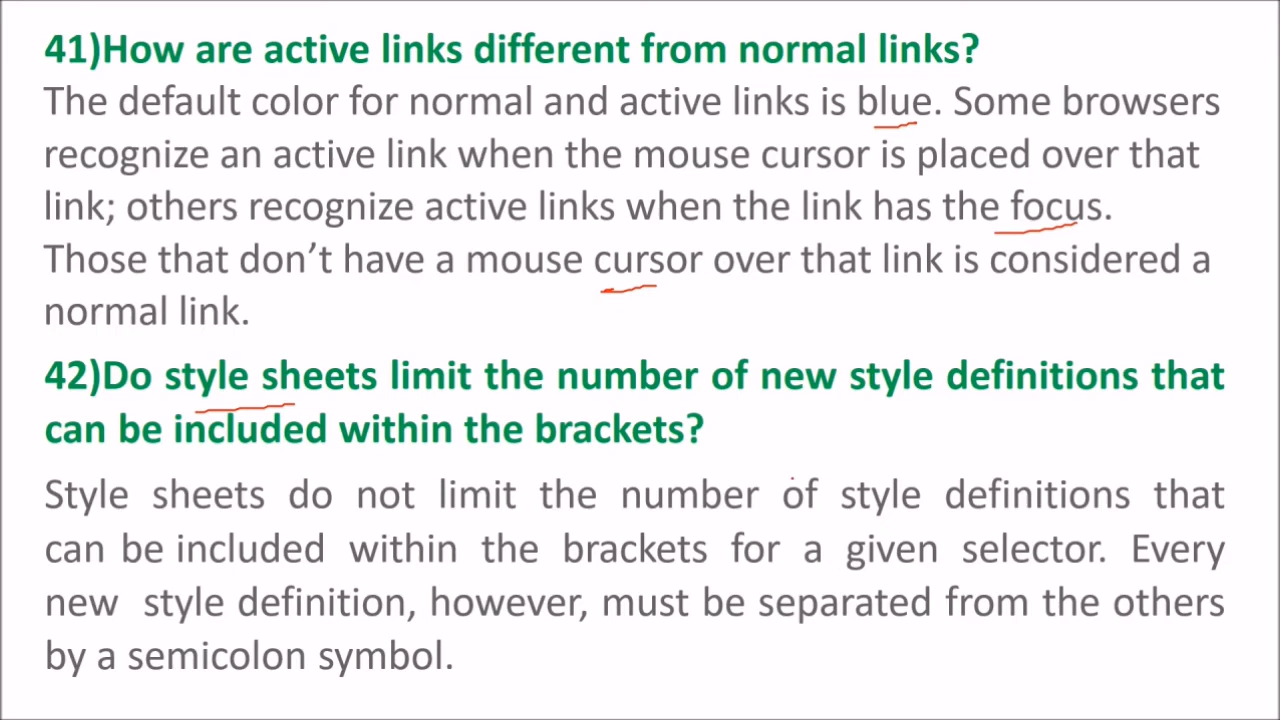 41)How are active links different from normal links?
The default color for normal and active links is blue. Some browsers
recognize an active link when the mouse cursor is placed over that
link; others recognize active links when the link has the focus.
Those that don’t have a mouse cursor over that link is considered a
normal link.
42)Do style sheets limit the number of new style definitions that
can be included within the brackets?
Style sheets do not limit the number of style definitions that
can be included within the brackets for a given selector. Every
new style definition, however, must be separated from the others
by a semicolon symbol.